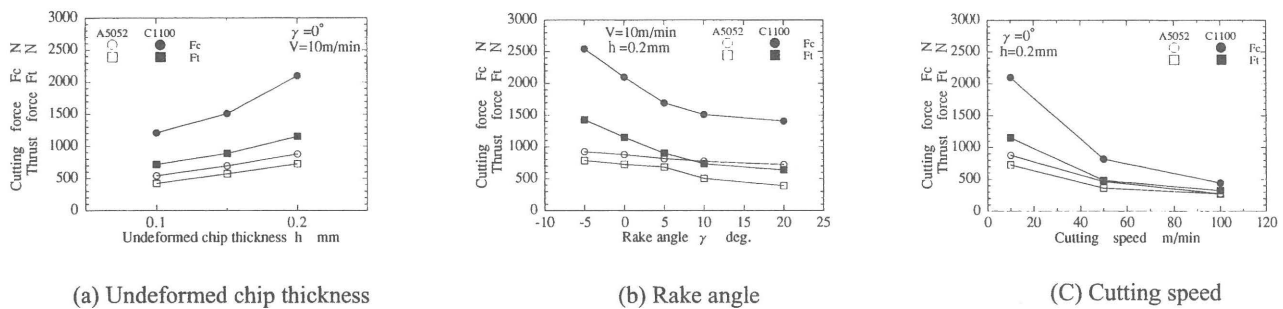 Cutting force Fc N
Thrust force Ft N
3000
2500
2000
1500
1000
500
0
A5052 C1100
Fc
Ft
γ=0°
V=10m/min
0.1 0.2
Undeformed chip thickness h mm
(a) Undeformed chip thickness
Cutting force Fc N
Thrust force Ft N
3000
2500
2000
1500
1000
500
0
V=10m/min
h=0.2mm
A5052 C1100
Fc
Ft
-10 -5 0 5 10 15 20 25
Rake angle γ deg.
(b) Rake angle
Cutting force Fc N
Thrust force Ft N
3000
2500
2000
1500
1000
500
0
γ=0°
h=0.2mm
A5052 C1100
Fc
Ft
0 20 40 60 80 100 120
Cutting speed m/min
(C) Cutting speed